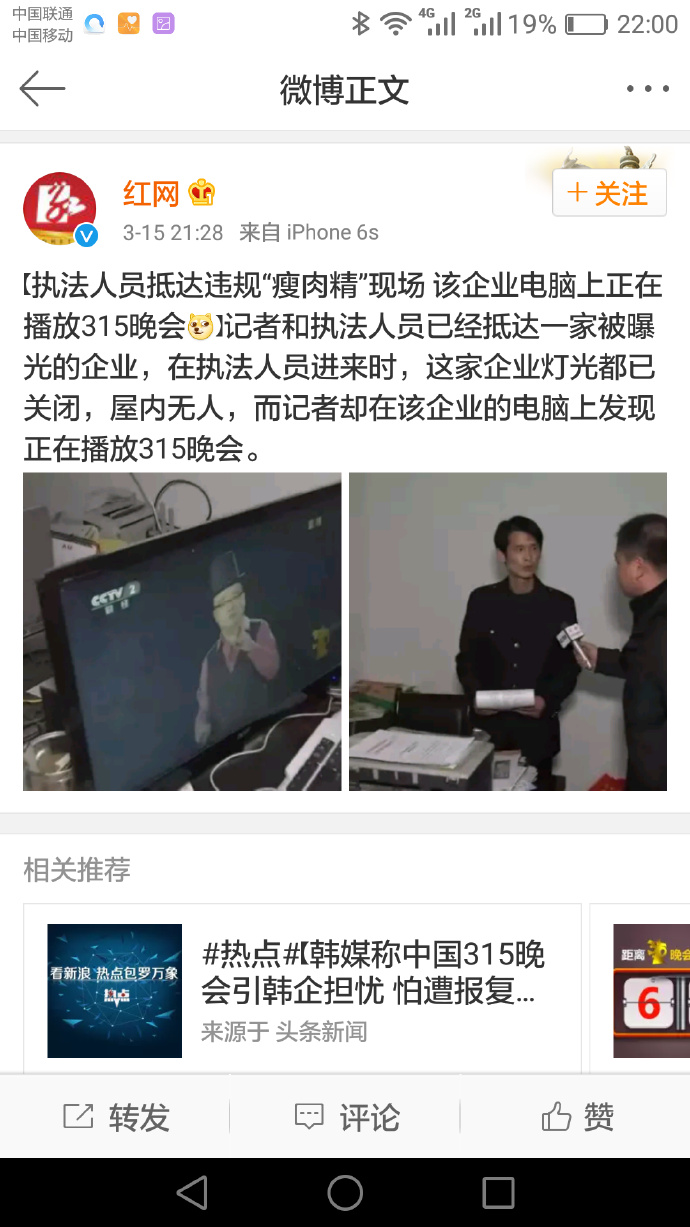 中国联通
中国移动
4G
2G
19%
22:00
微博正文
红网
+关注
3-15 21:28 来自 iPhone 6s
【执法人员抵达违规“瘦肉精”现场 该企业电脑上正在
播放315晚会】记者和执法人员已经抵达一家被曝
光的企业，在执法人员进来时，这家企业灯光都已
关闭，屋内无人，而记者却在该企业的电脑上发现
正在播放315晚会。
CCTV 2
财经
相关推荐
看新浪 热点包罗万象
热点
#热点#【韩媒称中国315晚
会引韩企担忧 怕遭报复...
来源于 头条新闻
距离
晚会
6
转发
评论
赞